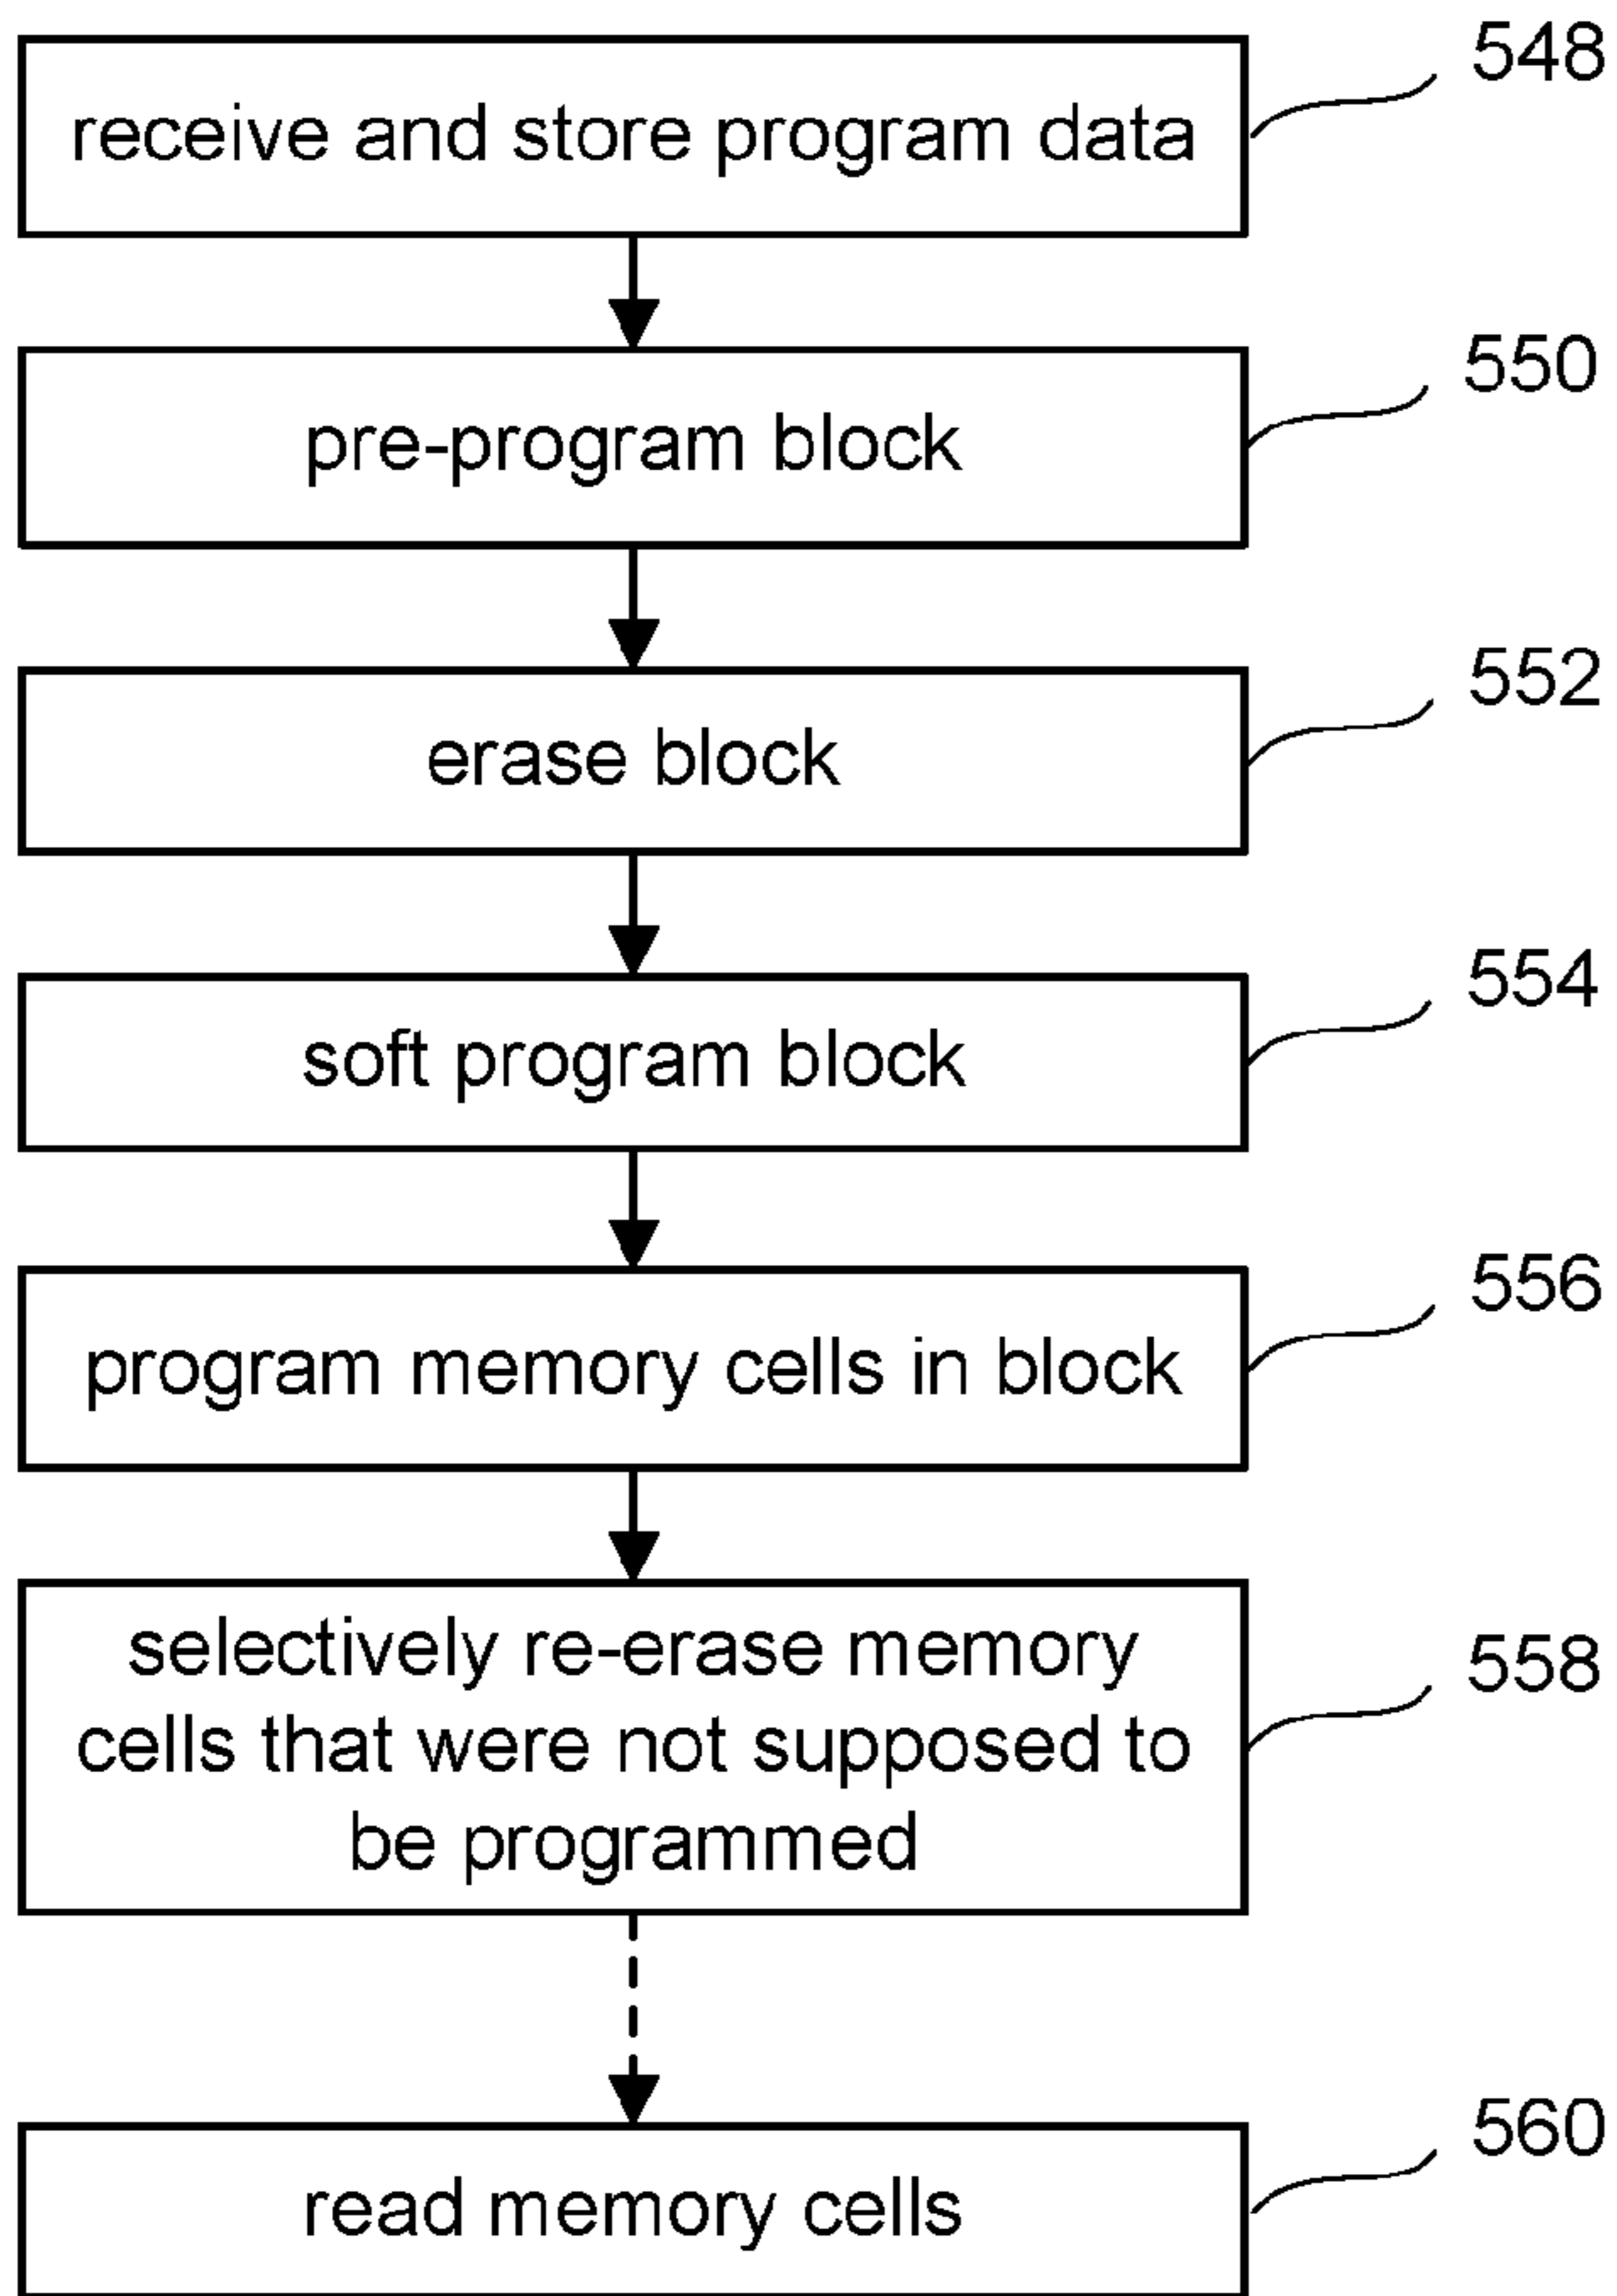 548
receive and store program data
550
pre-program block
552
erase block
554
soft program block
556
program memory cells in block
558
selectively re-erase memory
cells that were not supposed to
be programmed
560
read memory cells